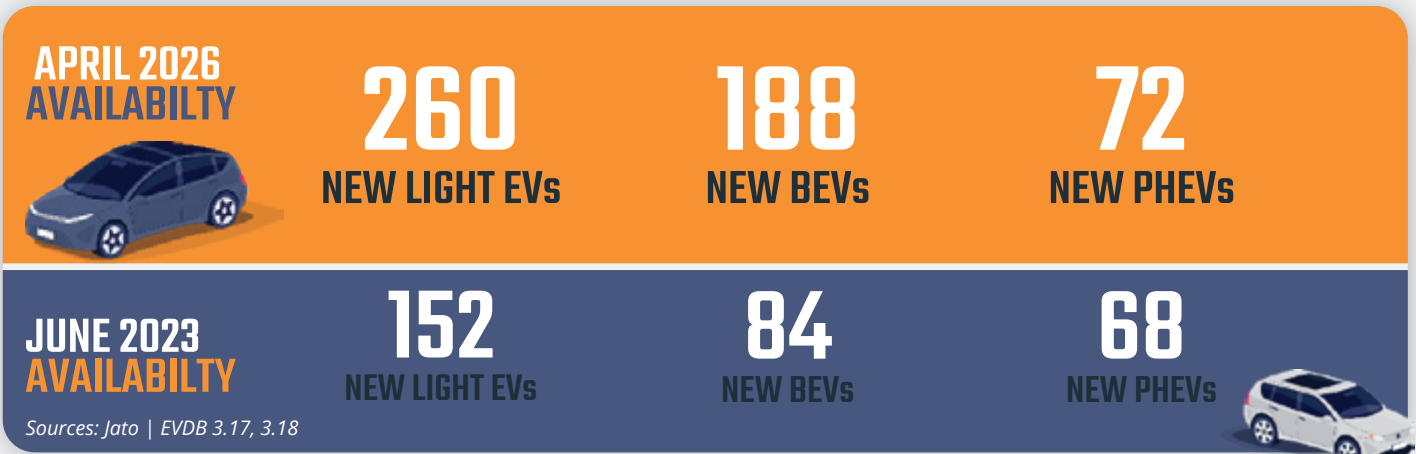 APRIL 2026
AVAILABILTY
260
NEW LIGHT EVs
188
NEW BEVs
72
NEW PHEVs
JUNE 2023
AVAILABILTY
152
NEW LIGHT EVs
84
NEW BEVs
68
NEW PHEVs
Sources: Jato | EVDB 3.17, 3.18